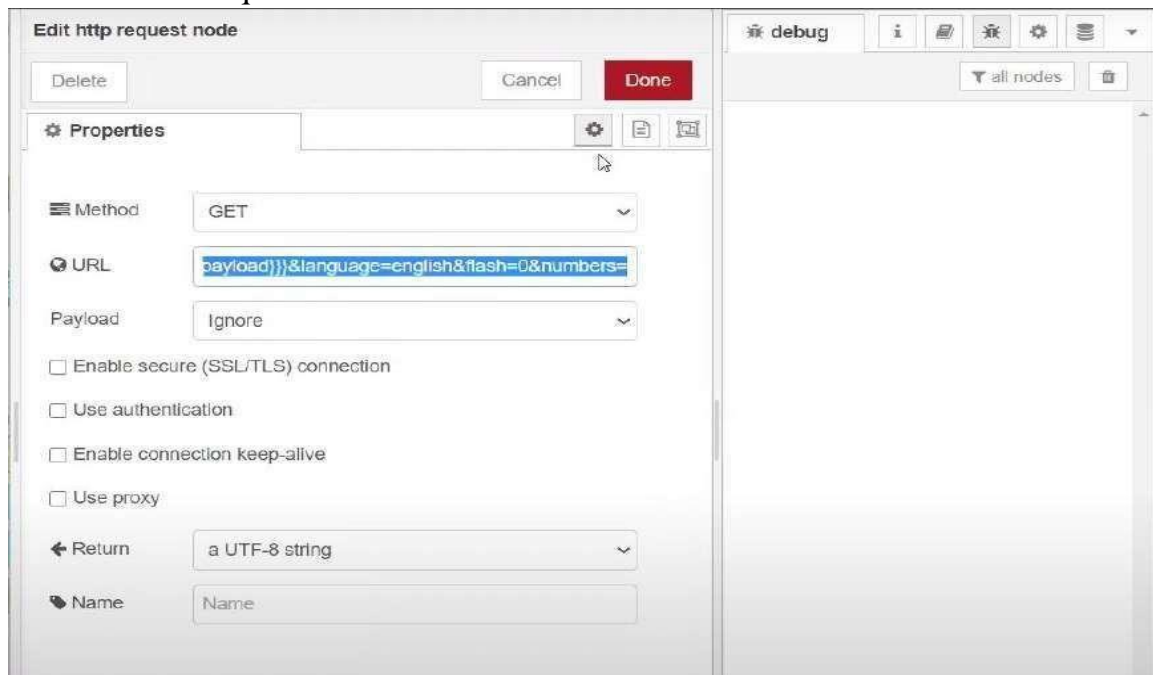 Edit http request node
debug
i
Delete
Cancel
Done
all nodes
Properties
Method
GET
URL
payload}}}&language=english&flash=0&numbers=
Payload
Ignore
Enable secure (SSL/TLS) connection
Use authentication
Enable connection keep-alive
Use proxy
Return
a UTF-8 string
Name
Name